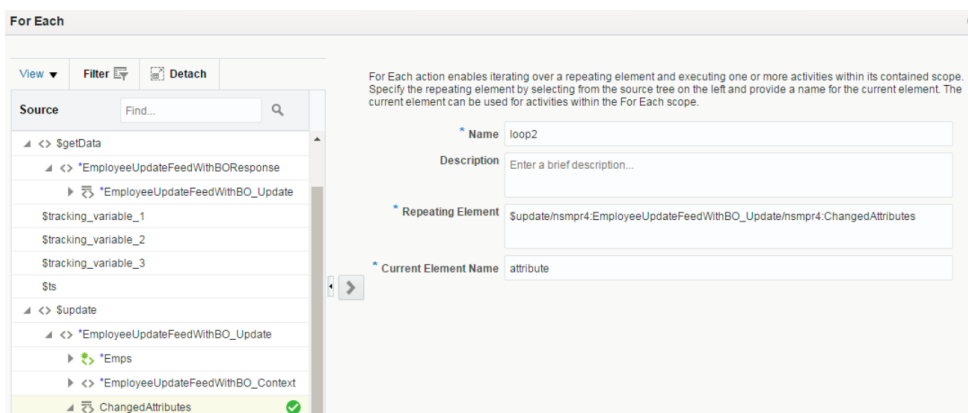 For Each
View
Filter
Detach
Source
Find...
$getData
*EmployeeUpdateFeedWithBOResponse
*EmployeeUpdateFeedWithBO_Update
$tracking_variable_1
$tracking_variable_2
$tracking_variable_3
$ts
$update
*EmployeeUpdateFeedWithBO_Update
*Emps
*EmployeeUpdateFeedWithBO_Context
ChangedAttributes
For Each action enables iterating over a repeating element and executing one or more activities within its contained scope.
Specify the repeating element by selecting from the source tree on the left and provide a name for the current element. The
current element can be used for activities within the For Each scope.
* Name loop2
Description Enter a brief description...
* Repeating Element $update/nsmpr4:EmployeeUpdateFeedWithBO_Update/nsmpr4:ChangedAttributes
* Current Element Name attribute